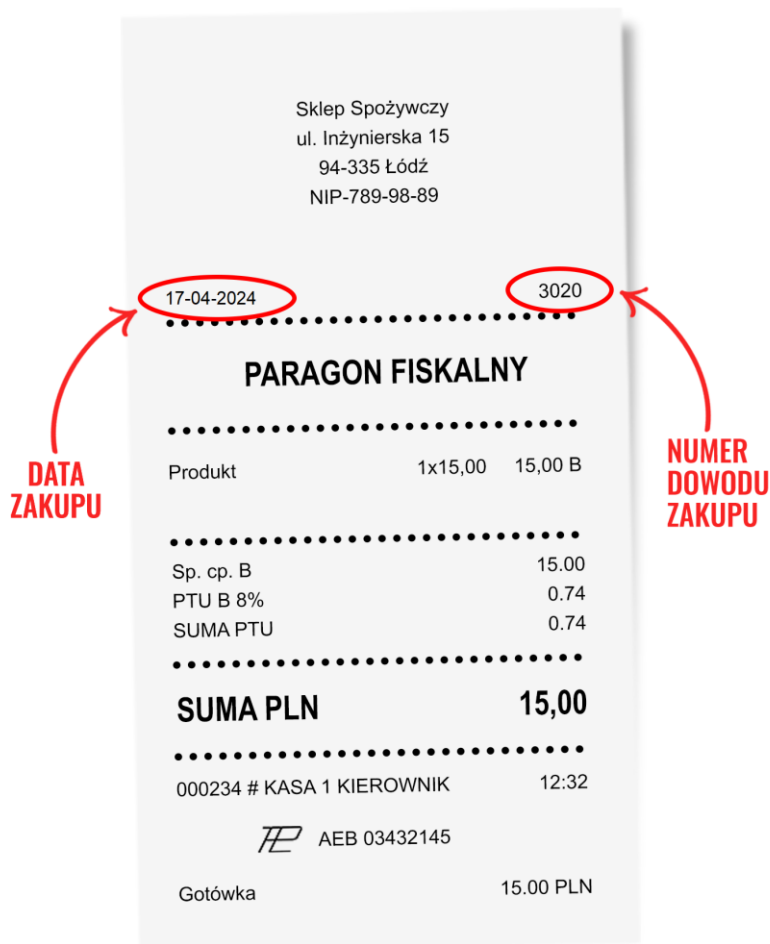 Sklep Spożywczy
ul. Inżynierska 15
94-335 Łódź
NIP-789-98-89
17-04-2024 3020
PARAGON FISKALNY
DATA
ZAKUPU
NUMER
DOWODU
ZAKUPU
Produkt 1x15,00 15,00 B
Sp. cp. B 15.00
PTU B 8% 0.74
SUMA PTU 0.74
SUMA PLN 15,00
000234 # KASA 1 KIEROWNIK 12:32
AEB 03432145
Gotówka 15.00 PLN